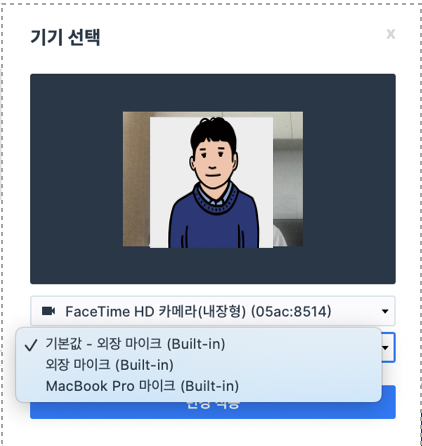 기기 선택
x
FaceTime HD 카메라(내장형) (05ac:8514)
✓ 기본값 - 외장 마이크 (Built-in)
외장 마이크 (Built-in)
MacBook Pro 마이크 (Built-in)